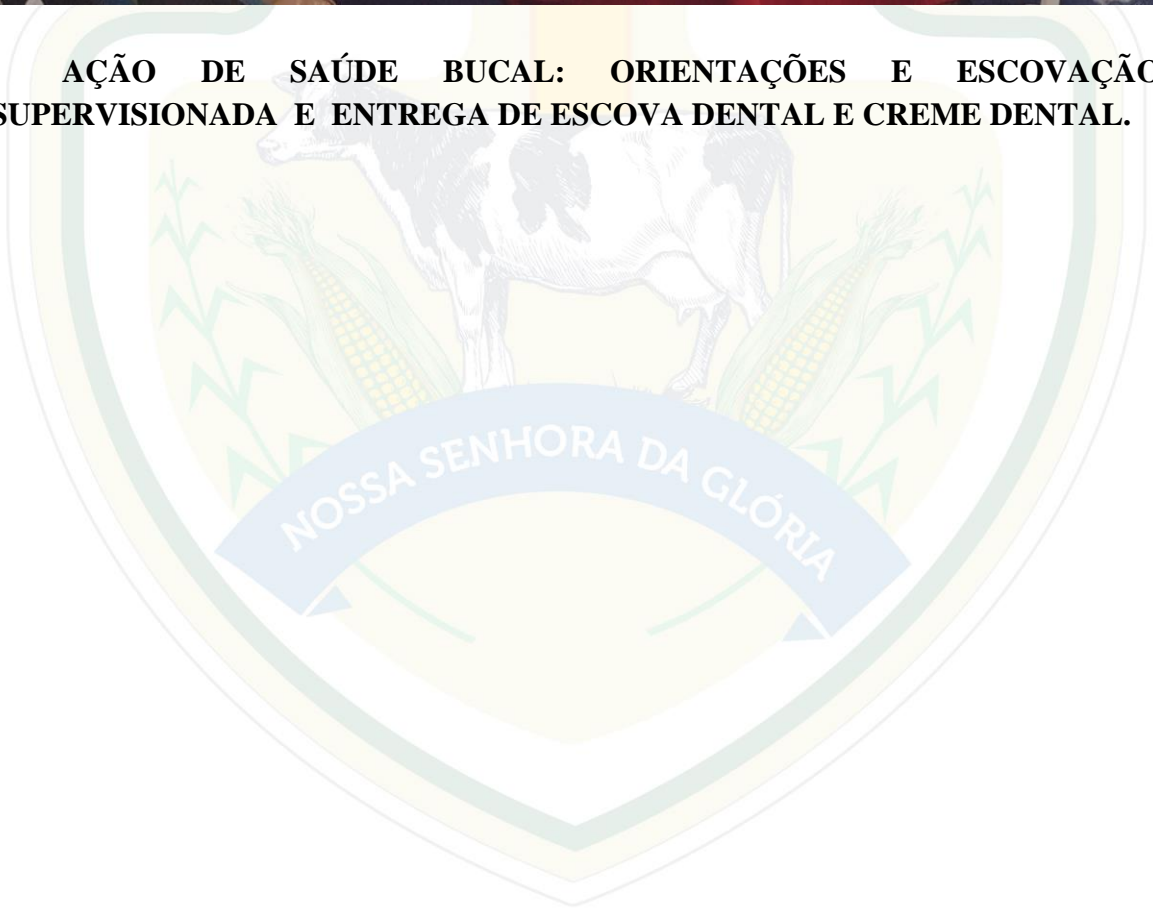 AÇÃO DE SAÚDE BUCAL: ORIENTAÇÕES E ESCOVAÇÃO
SUPERVISIONADA E ENTREGA DE ESCOVA DENTAL E CREME DENTAL.
NOSSA SENHORA DA GLÓRIA